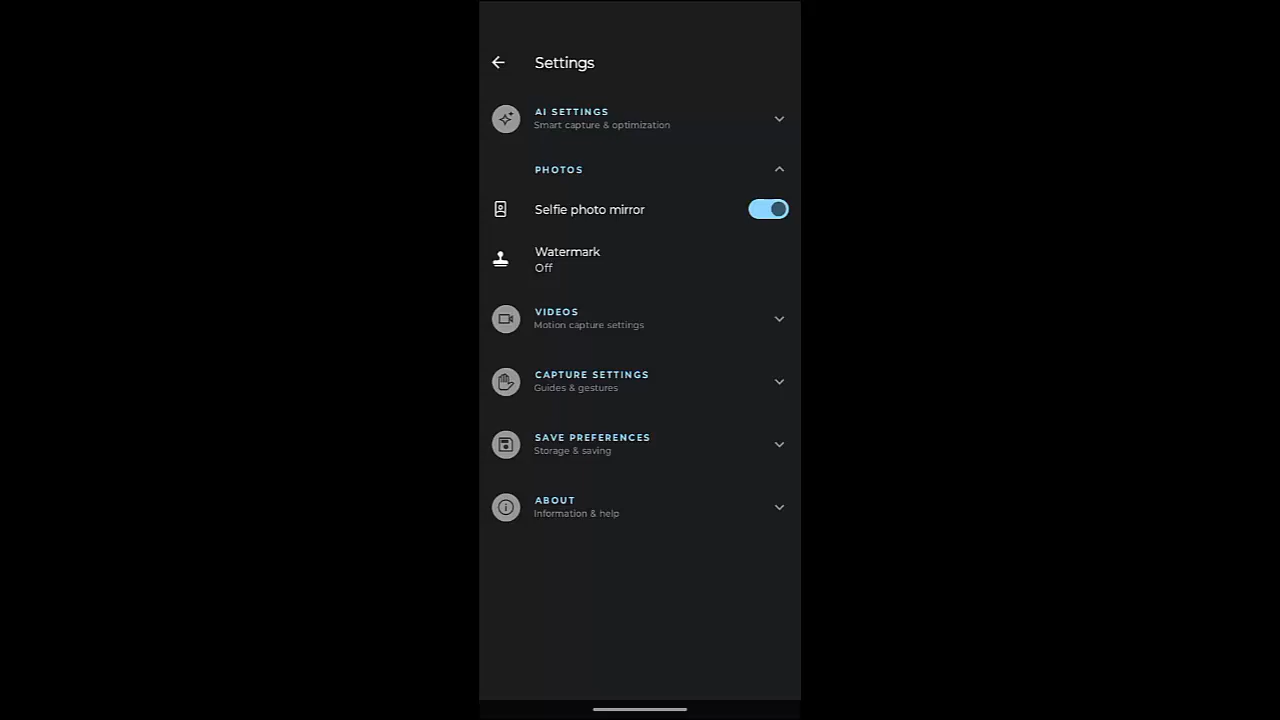 Settings
AI SETTINGS
Smart capture & optimization
PHOTOS
Selfie photo mirror
Watermark
Off
VIDEOS
Motion capture settings
CAPTURE SETTINGS
Guides & gestures
SAVE PREFERENCES
Storage & saving
ABOUT
Information & help